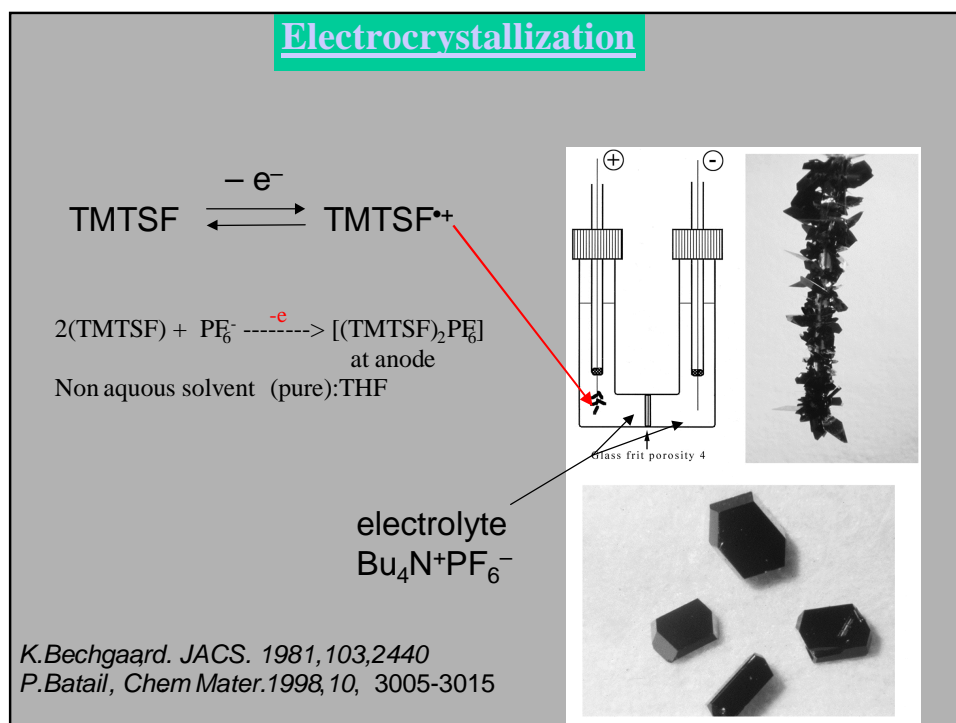 Electrocrystallization
– e⁻
TMTSF ⇌ TMTSF•⁺
2(TMTSF) + PF₆⁻ --------> [(TMTSF)₂PF₆]
-e
at anode
Non aquous solvent (pure):THF
+
-
Glass frit porosity 4
electrolyte
Bu₄N⁺PF₆⁻
K.Bechgaard. JACS. 1981,103,2440
P.Batail, Chem Mater.1998,10, 3005-3015